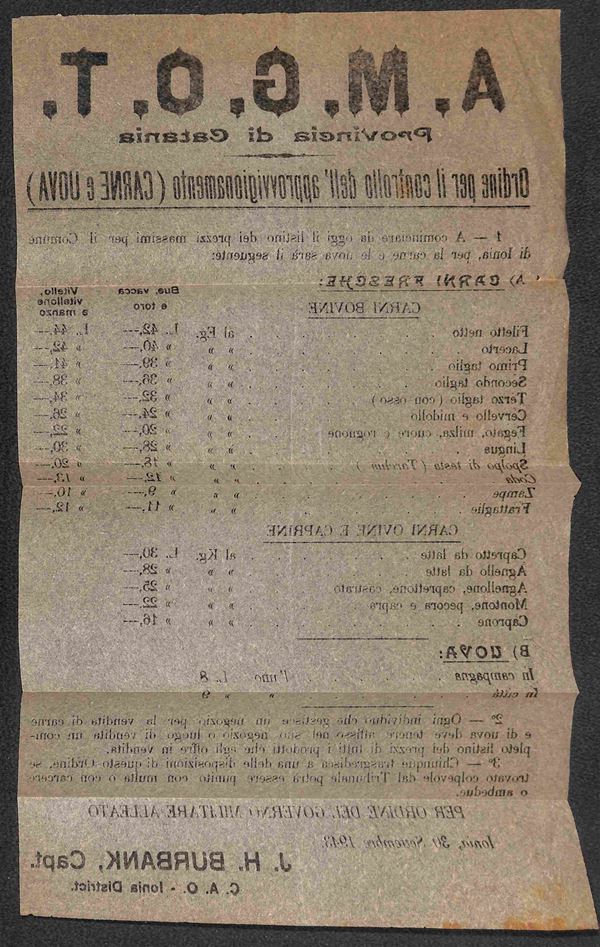 A. M. G. O. T.
Provincia di Catania
Ordine per il controllo dell'approvvigionamento ( CARNE e UOVA )
1 — A cominciare da oggi il listino dei prezzi massimi per il Comune
di Ionia, per la carne e le uova sarà il seguente:
A) CARNI FRESCHE:
CARNI BOVINE
Bue, vacca e toro
Vitello, vitellone e manzo
Filetto netto . . . . al Kg. L. 42,— L. 44,—
Lacerto . . . . » » » 40,— » 42,—
Primo taglio . . . . » » » 39,— » 41,—
Secondo taglio . . . . » » » 36,— » 38,—
Terzo taglio ( con osso ) . . . . » » » 32,— » 34,—
Cervello e midollo . . . . » » » 24,— » 26,—
Fegato, milza, cuore e rognone » » » 20,— » 22,—
Lingua . . . . » » » 28,— » 30,—
Spolpo di testa ( Tacchia ) . . » » » 18,— » 20,—
Coda . . . . » » » 12,— » 13,—
Zampe . . . . » » » 9,— » 10,—
Frattaglie . . . . » » » 11,— » 12,—
CARNI OVINE E CAPRINE
Capretto da latte . . . . al Kg. L. 30,—
Agnello da latte . . . . » » » 28,—
Agnellone, caprettone, castrato » » » 25,—
Montone, pecora e capra . . » » » 22,—
Caprone . . . . » » » 16,—
B) UOVA:
In campagna . . . . l'uno L. 8
In città . . . . » » 9
2° — Ogni individuo che gestisce un negozio per la vendita di carne
e di uova deve tenere affisso nel suo negozio o luogo di vendita un com-
pleto listino dei prezzi di tutti i prodotti che egli offre in vendita.
3° — Chiunque trasgredisca a una delle disposizioni di questo Ordine, se
trovato colpevole dal Tribunale potrà essere punito con multa o con carcere
o ambedue.
PER ORDINE DEL GOVERNO MILITARE ALLEATO
Ionia, 30 Settembre 1943.
J. H. BURBANK, Capt.
C. A. O. - Ionia District.